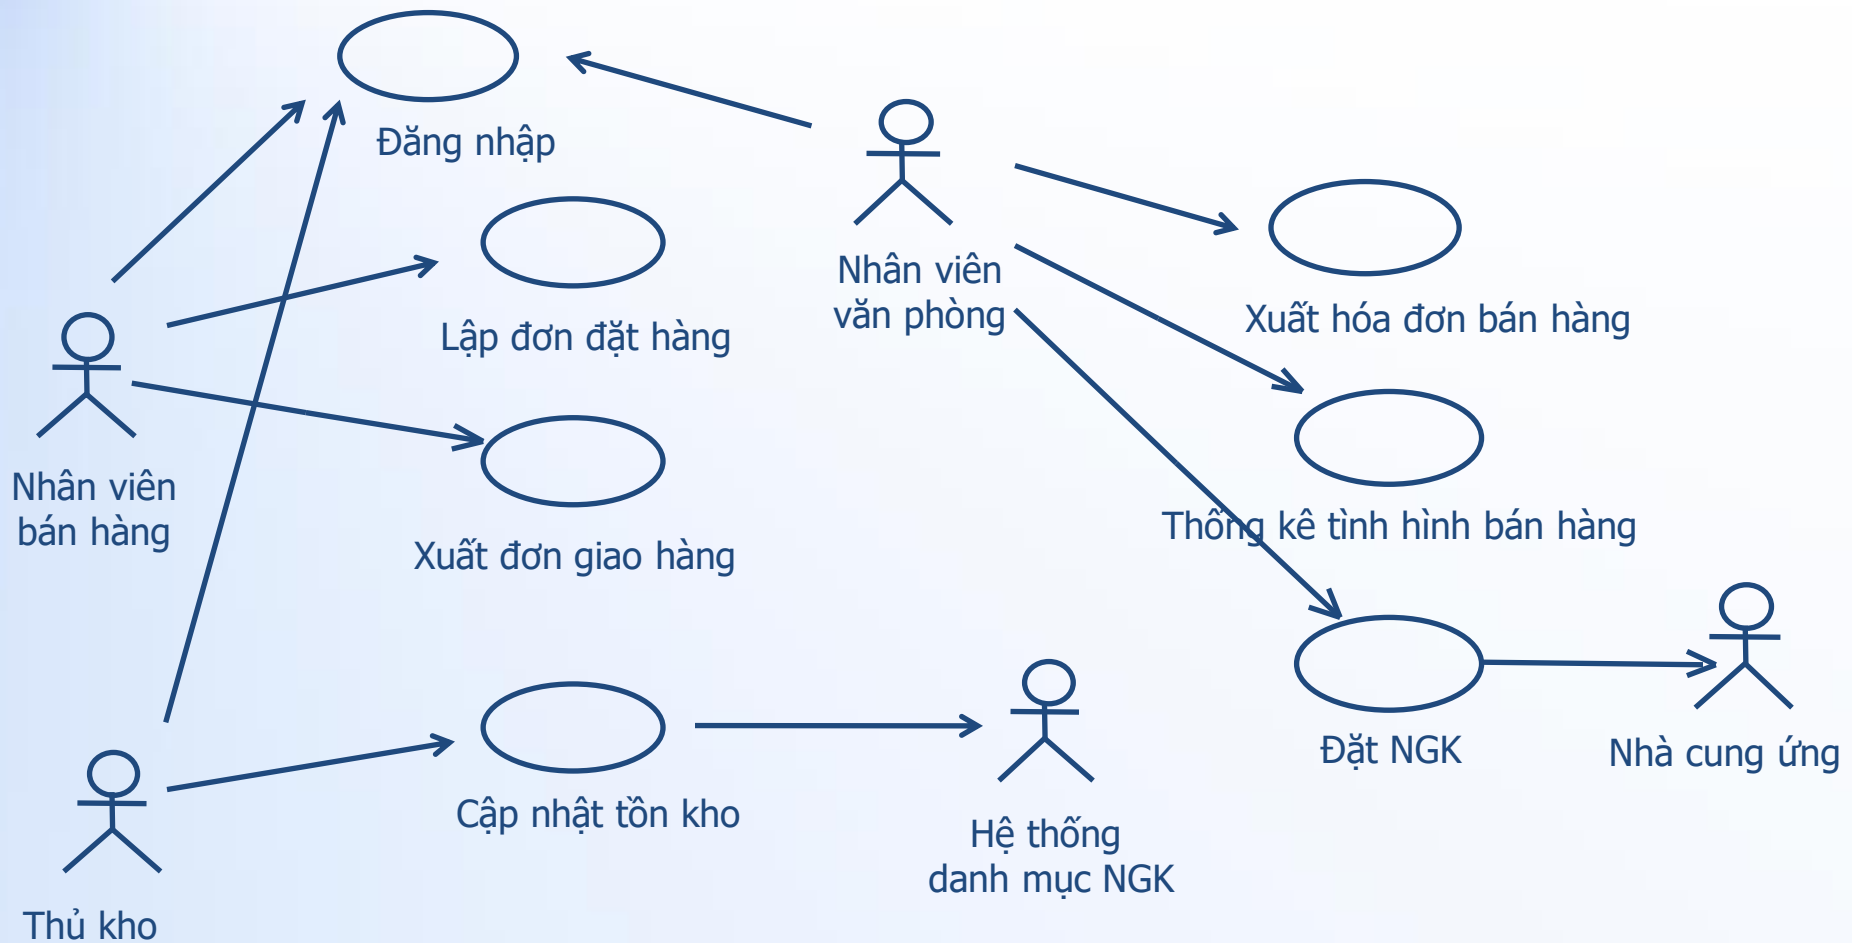 Đăng nhập
Lập đơn đặt hàng
Nhân viên
văn phòng
Xuất hóa đơn bán hàng
Nhân viên
bán hàng
Xuất đơn giao hàng
Thống kê tình hình bán hàng
Đặt NGK
Nhà cung ứng
Cập nhật tồn kho
Hệ thống
danh mục NGK
Thủ kho